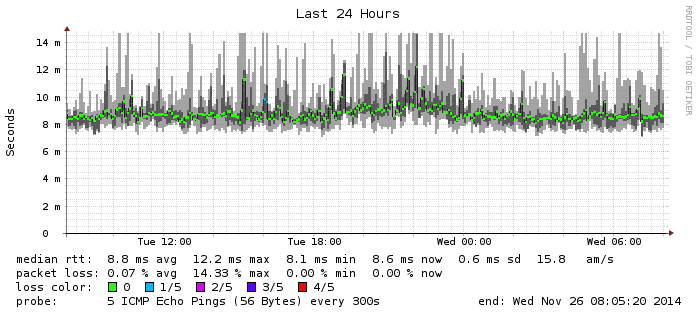 Last 24 Hours
RRDTOOL / TOBI OETIKER
Seconds
14 m
12 m
10 m
8 m
6 m
4 m
2 m
0
Tue 12:00 Tue 18:00 Wed 00:00 Wed 06:00
median rtt: 8.8 ms avg 12.2 ms max 8.1 ms min 8.6 ms now 0.6 ms sd 15.8 am/s
packet loss: 0.07 % avg 14.33 % max 0.00 % min 0.00 % now
loss color: 0 1/5 2/5 3/5 4/5
probe: 5 ICMP Echo Pings (56 Bytes) every 300s end: Wed Nov 26 08:05:20 2014